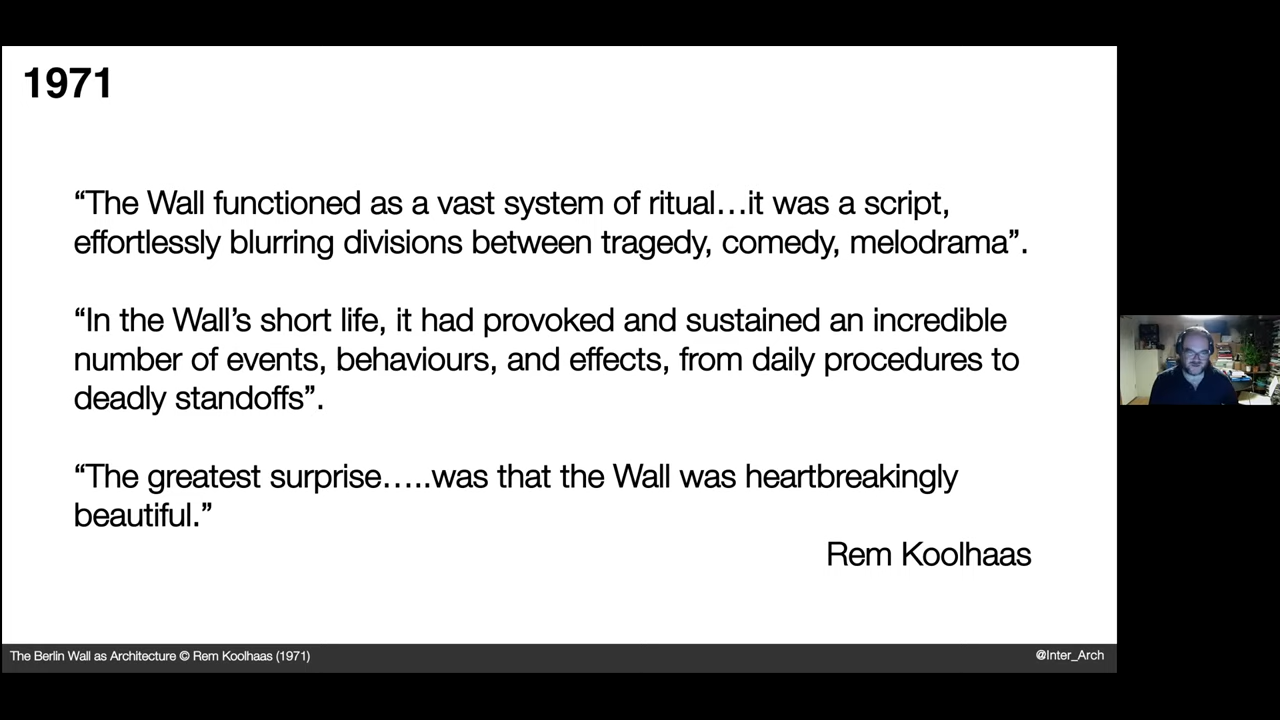 1971
“The Wall functioned as a vast system of ritual…it was a script,
effortlessly blurring divisions between tragedy, comedy, melodrama”.
“In the Wall’s short life, it had provoked and sustained an incredible
number of events, behaviours, and effects, from daily procedures to
deadly standoffs”.
“The greatest surprise…..was that the Wall was heartbreakingly
beautiful.”
Rem Koolhaas
The Berlin Wall as Architecture © Rem Koolhaas (1971)
@Inter_Arch